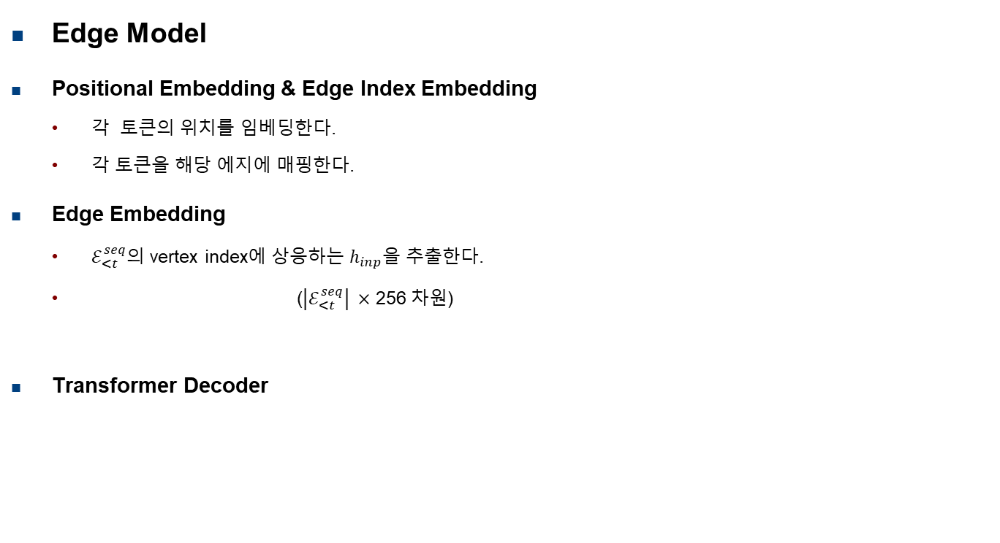 ■ Edge Model
■ Positional Embedding & Edge Index Embedding
• 각 토큰의 위치를 임베딩한다.
• 각 토큰을 해당 에지에 매핑한다.
■ Edge Embedding
• $\mathcal{E}_{<t}^{seq}$의 vertex index에 상응하는 $h_{inp}$을 추출한다.
• ($|\mathcal{E}_{<t}^{seq}| \times 256$ 차원)
■ Transformer Decoder